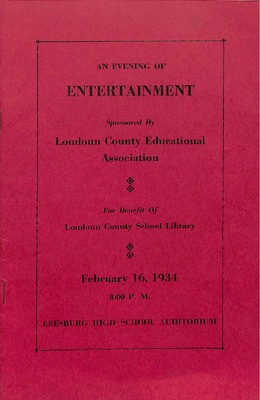 AN EVENING OF
ENTERTAINMENT
Sponsored By
Loudoun County Educational
Association
For Benefit Of
Loudoun County School Library
February 16, 1934
8:00 P. M.
LEESBURG HIGH SCHOOL AUDITORIUM